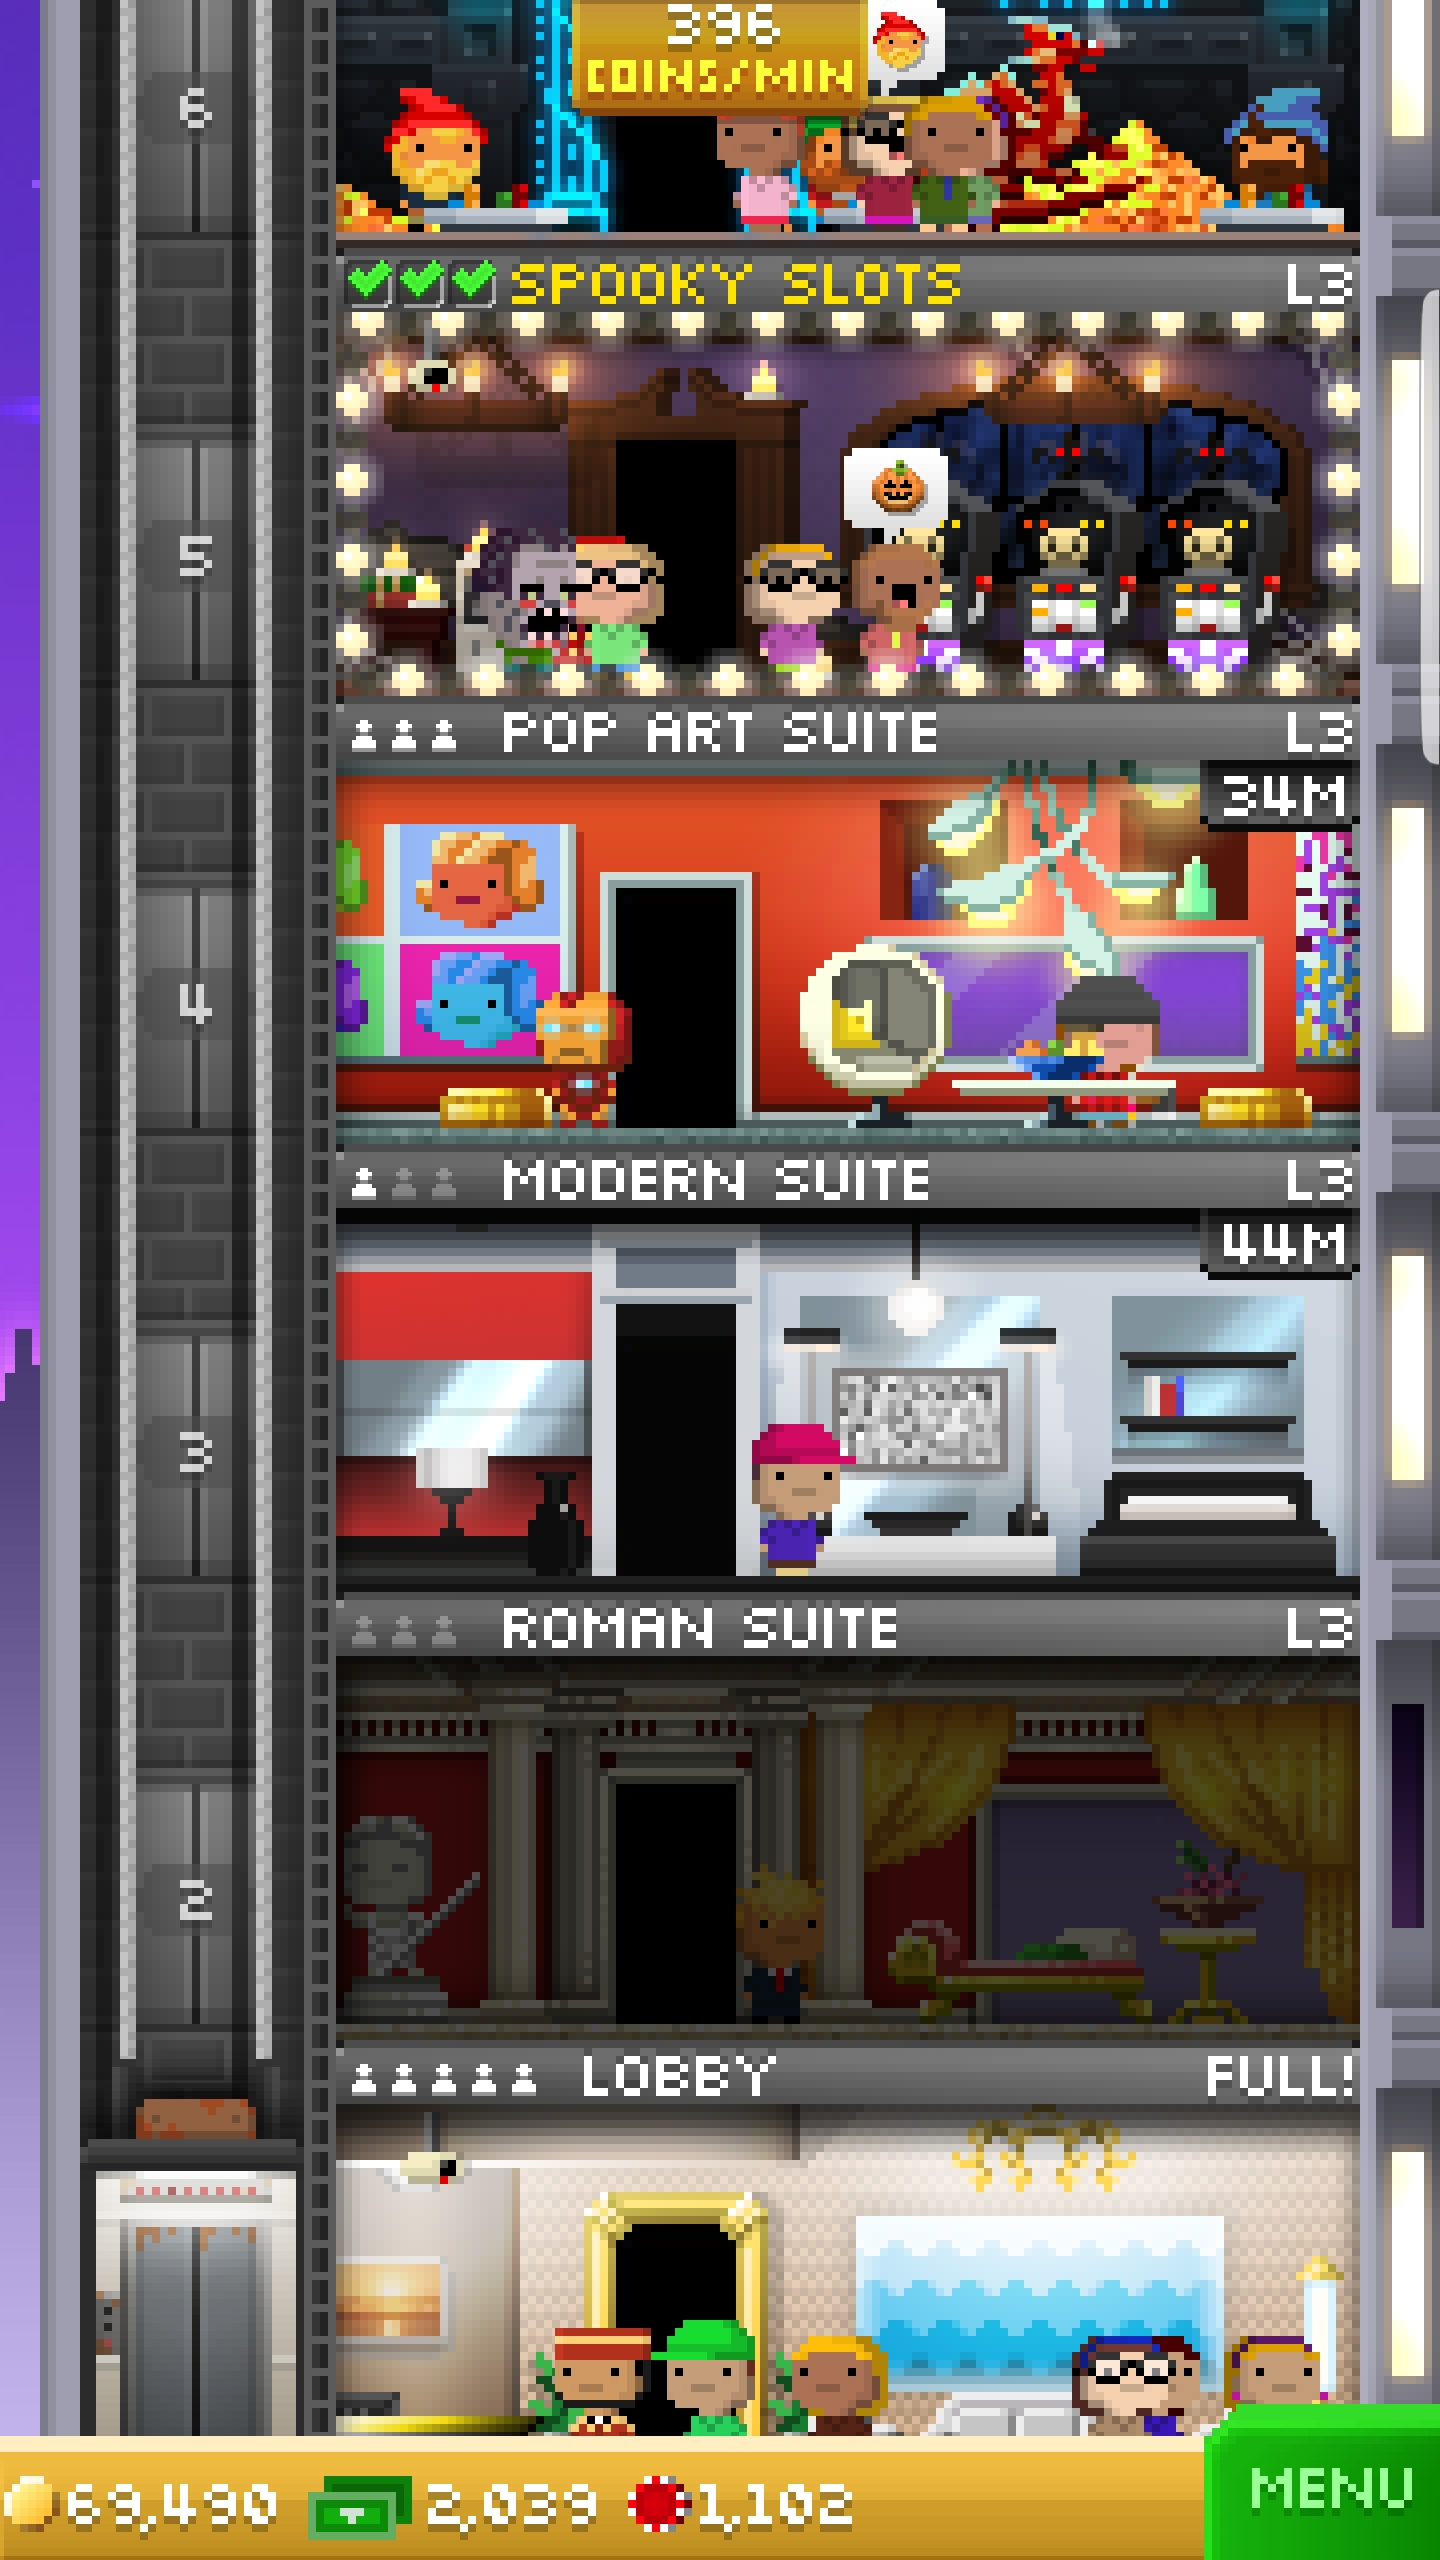 396
COINS/MIN
6
SPOOKY SLOTS L3
5
POP ART SUITE L3
34M
4
MODERN SUITE L3
44M
3
ROMAN SUITE L3
2
LOBBY FULL!
69,490 2,039 1,102 MENU